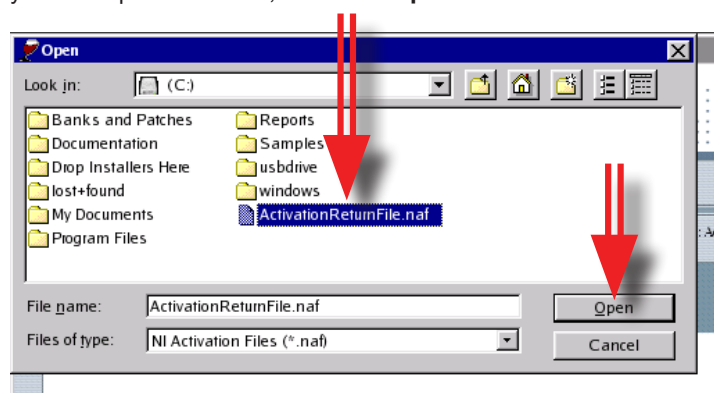 Open
Look in: (C:)
Banks and Patches
Documentation
Drop Installers Here
lost+found
My Documents
Program Files
Reports
Samples
usbdrive
windows
ActivationReturnFile.naf
File name: ActivationReturnFile.naf Open
Files of type: NI Activation Files (*.naf) Cancel